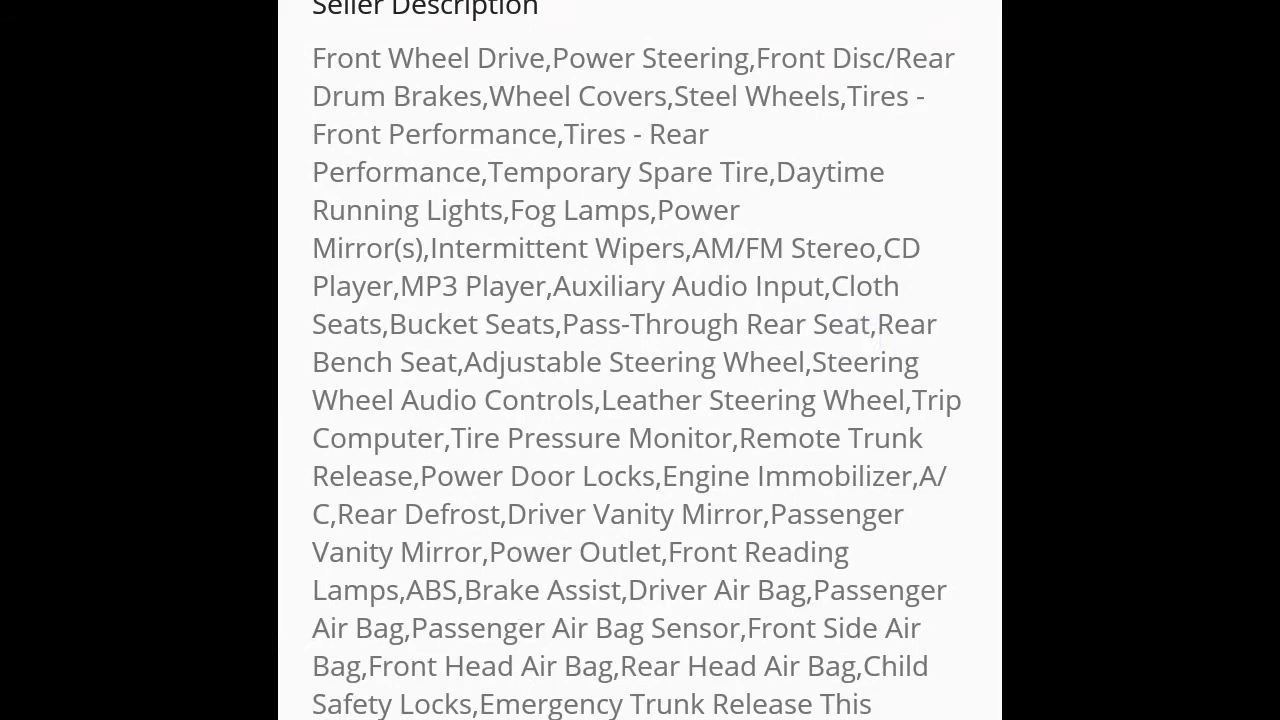 Seller Description
Front Wheel Drive,Power Steering,Front Disc/Rear
Drum Brakes,Wheel Covers,Steel Wheels,Tires -
Front Performance,Tires - Rear
Performance,Temporary Spare Tire,Daytime
Running Lights,Fog Lamps,Power
Mirror(s),Intermittent Wipers,AM/FM Stereo,CD
Player,MP3 Player,Auxiliary Audio Input,Cloth
Seats,Bucket Seats,Pass-Through Rear Seat,Rear
Bench Seat,Adjustable Steering Wheel,Steering
Wheel Audio Controls,Leather Steering Wheel,Trip
Computer,Tire Pressure Monitor,Remote Trunk
Release,Power Door Locks,Engine Immobilizer,A/
C,Rear Defrost,Driver Vanity Mirror,Passenger
Vanity Mirror,Power Outlet,Front Reading
Lamps,ABS,Brake Assist,Driver Air Bag,Passenger
Air Bag,Passenger Air Bag Sensor,Front Side Air
Bag,Front Head Air Bag,Rear Head Air Bag,Child
Safety Locks,Emergency Trunk Release This